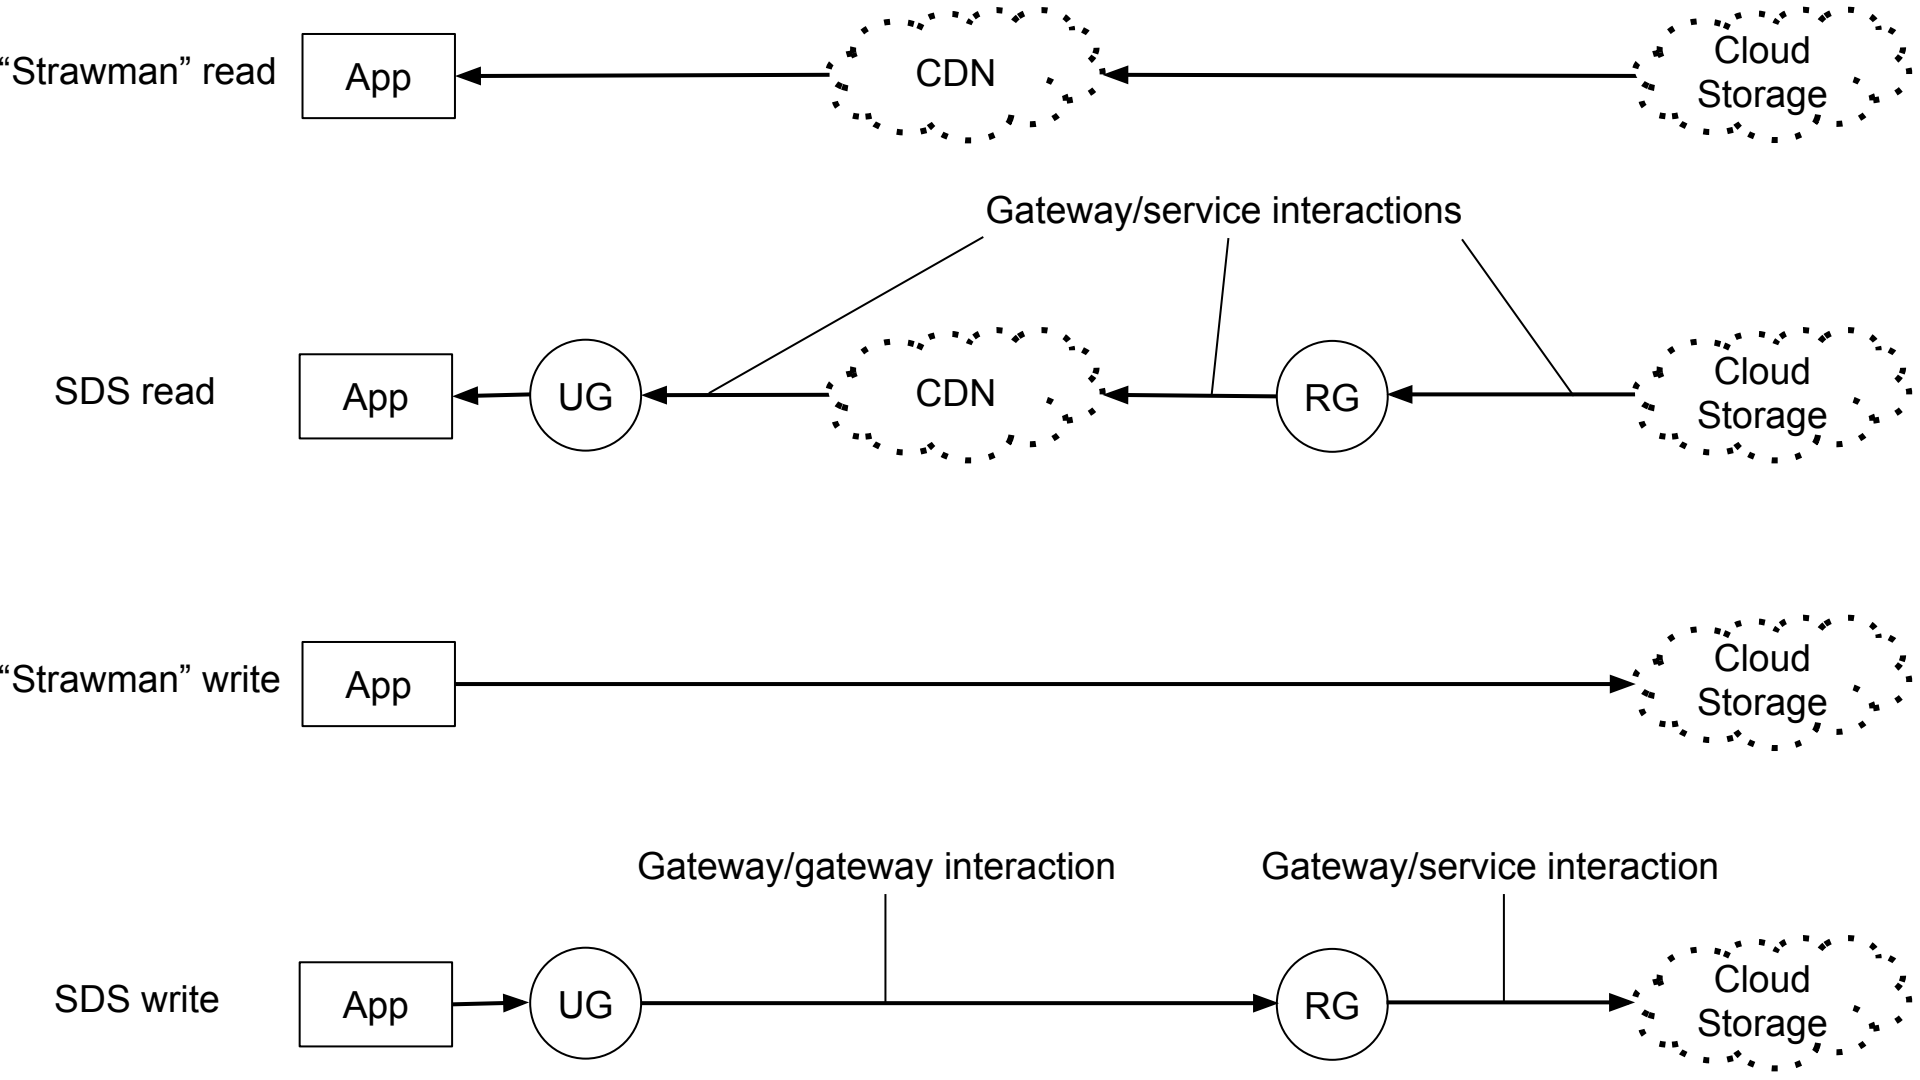 “Strawman” read
App
CDN
Cloud
Storage
Gateway/service interactions
SDS read
App
UG
CDN
RG
Cloud
Storage
“Strawman” write
App
Cloud
Storage
Gateway/gateway interaction
Gateway/service interaction
SDS write
App
UG
RG
Cloud
Storage